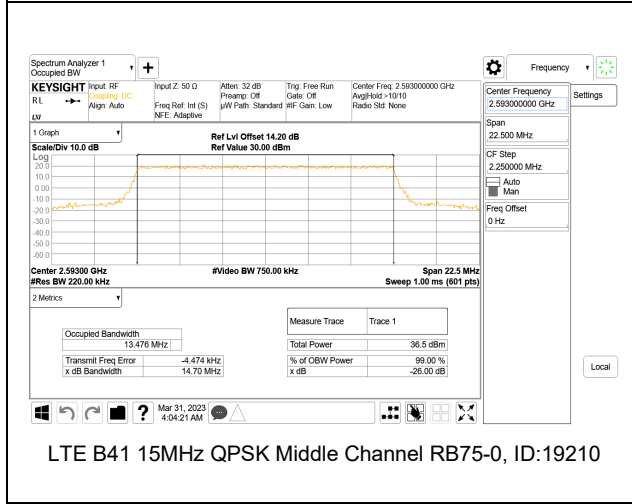 Spectrum Analyzer 1
Occupied BW
KEYSIGHT
RL
LXI
Input: RF
Coupling: DC
Align: Auto
Input Z: 50 Ω
Freq Ref: Int (S)
NFE: Adaptive
Atten: 32 dB
Preamp: Off
µW Path: Standard
Trig: Free Run
Gate: Off
#IF Gain: Low
Center Freq: 2.593000000 GHz
Avg|Hold:>10/10
Radio Std: None
1 Graph
Scale/Div 10.0 dB
Ref Lvl Offset 14.20 dB
Ref Value 30.00 dBm
Log
20.0
10.0
0.00
-10.0
-20.0
-30.0
-40.0
-50.0
-60.0
Center 2.59300 GHz
#Res BW 220.00 kHz
#Video BW 750.00 kHz
Span 22.5 MHz
Sweep 1.00 ms (601 pts)
2 Metrics
Occupied Bandwidth
13.476 MHz
Transmit Freq Error -4.474 kHz
x dB Bandwidth 14.70 MHz
Measure Trace Trace 1
Total Power 36.5 dBm
% of OBW Power 99.00 %
x dB -26.00 dB
Mar 31, 2023
4:04:21 AM
Frequency
Center Frequency
2.593000000 GHz
Span
22.500 MHz
CF Step
2.250000 MHz
Auto
Man
Freq Offset
0 Hz
Settings
Local
LTE B41 15MHz QPSK Middle Channel RB75-0, ID:19210